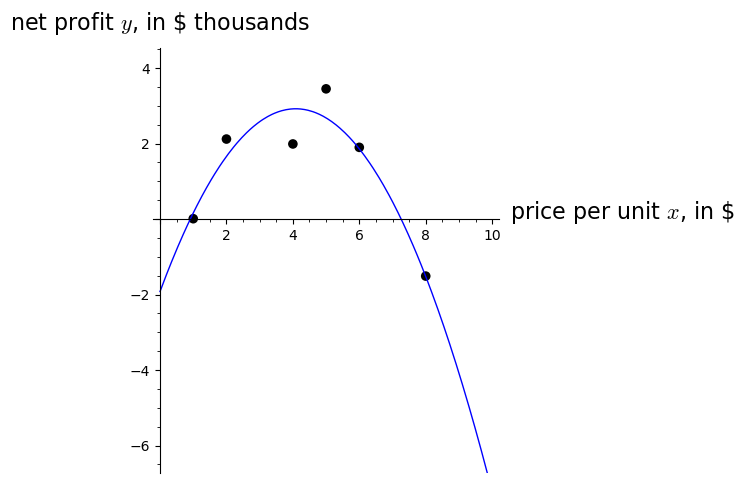 net profit y, in $ thousands
4
2
price per unit x, in $
2 4 6 8 10
−2
−4
−6